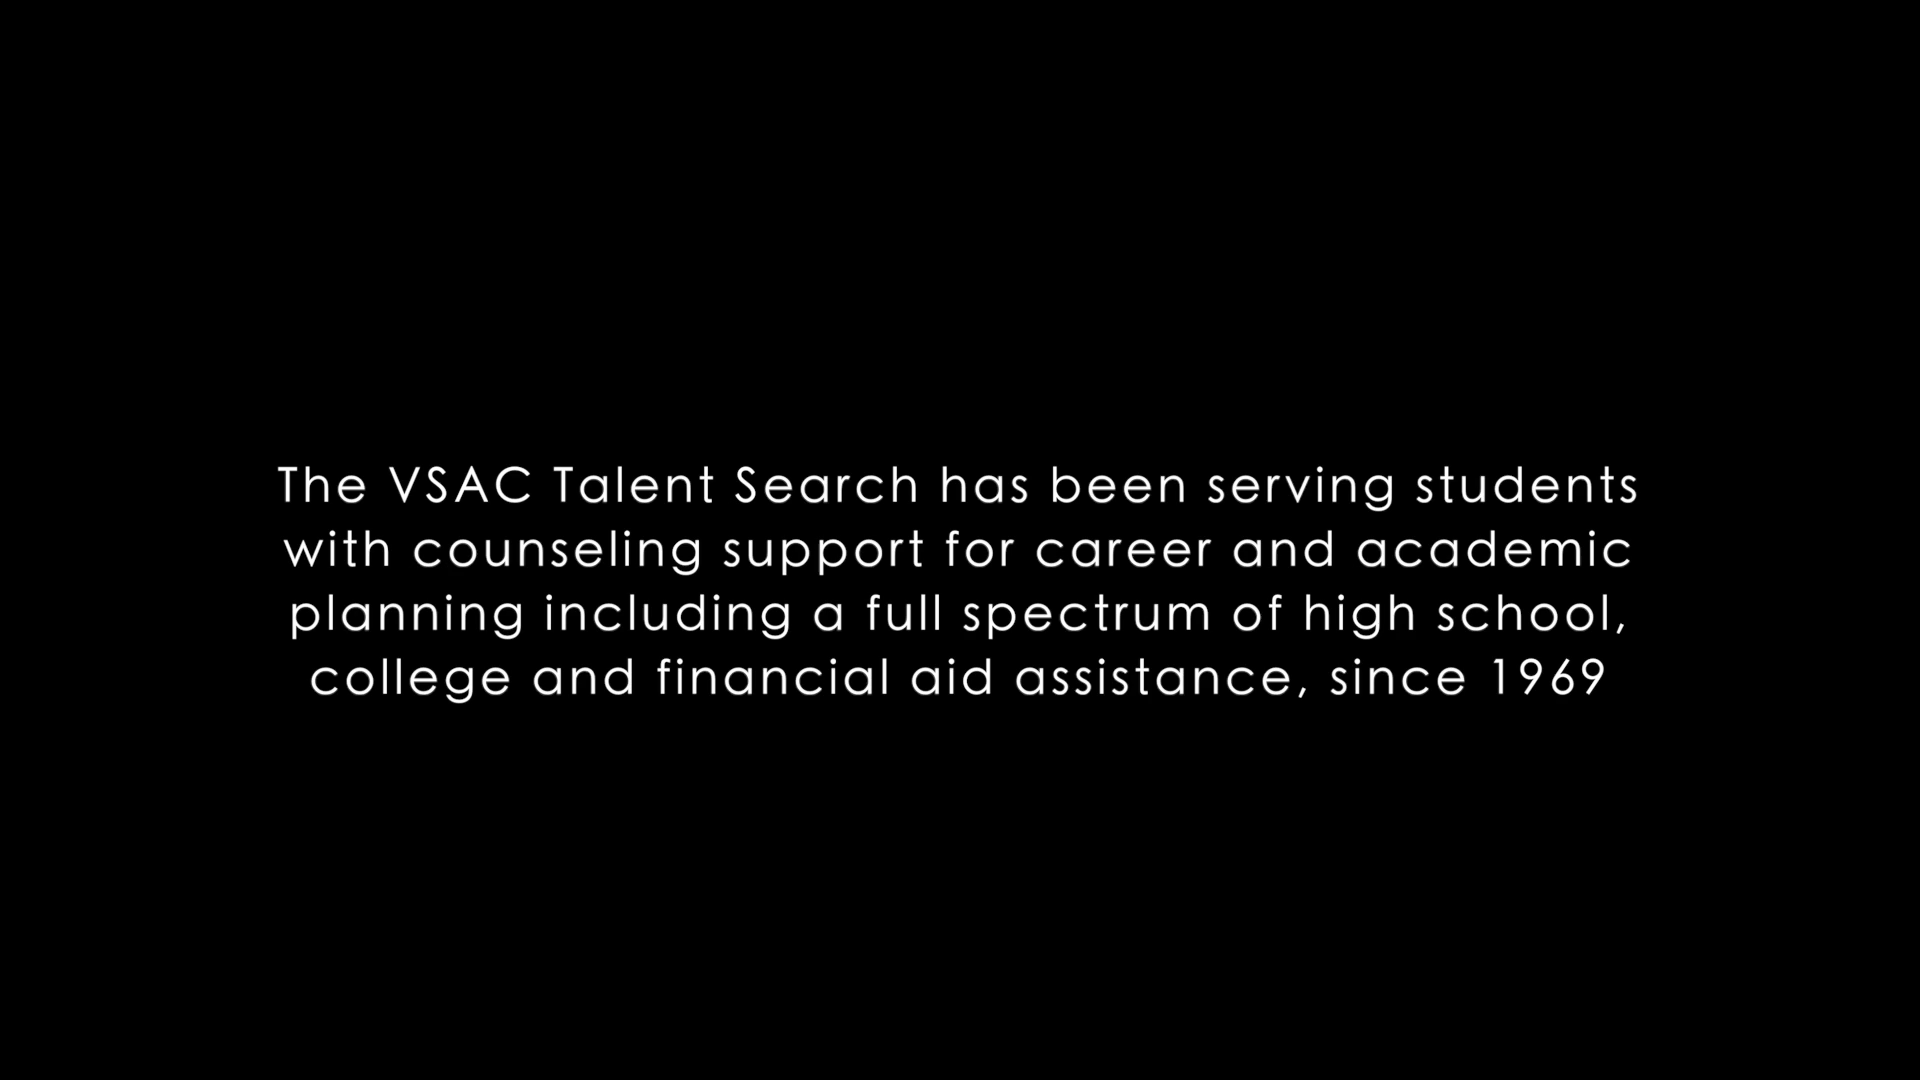 The VSAC Talent Search has been serving students
with counseling support for career and academic
planning including a full spectrum of high school,
college and financial aid assistance, since 1969